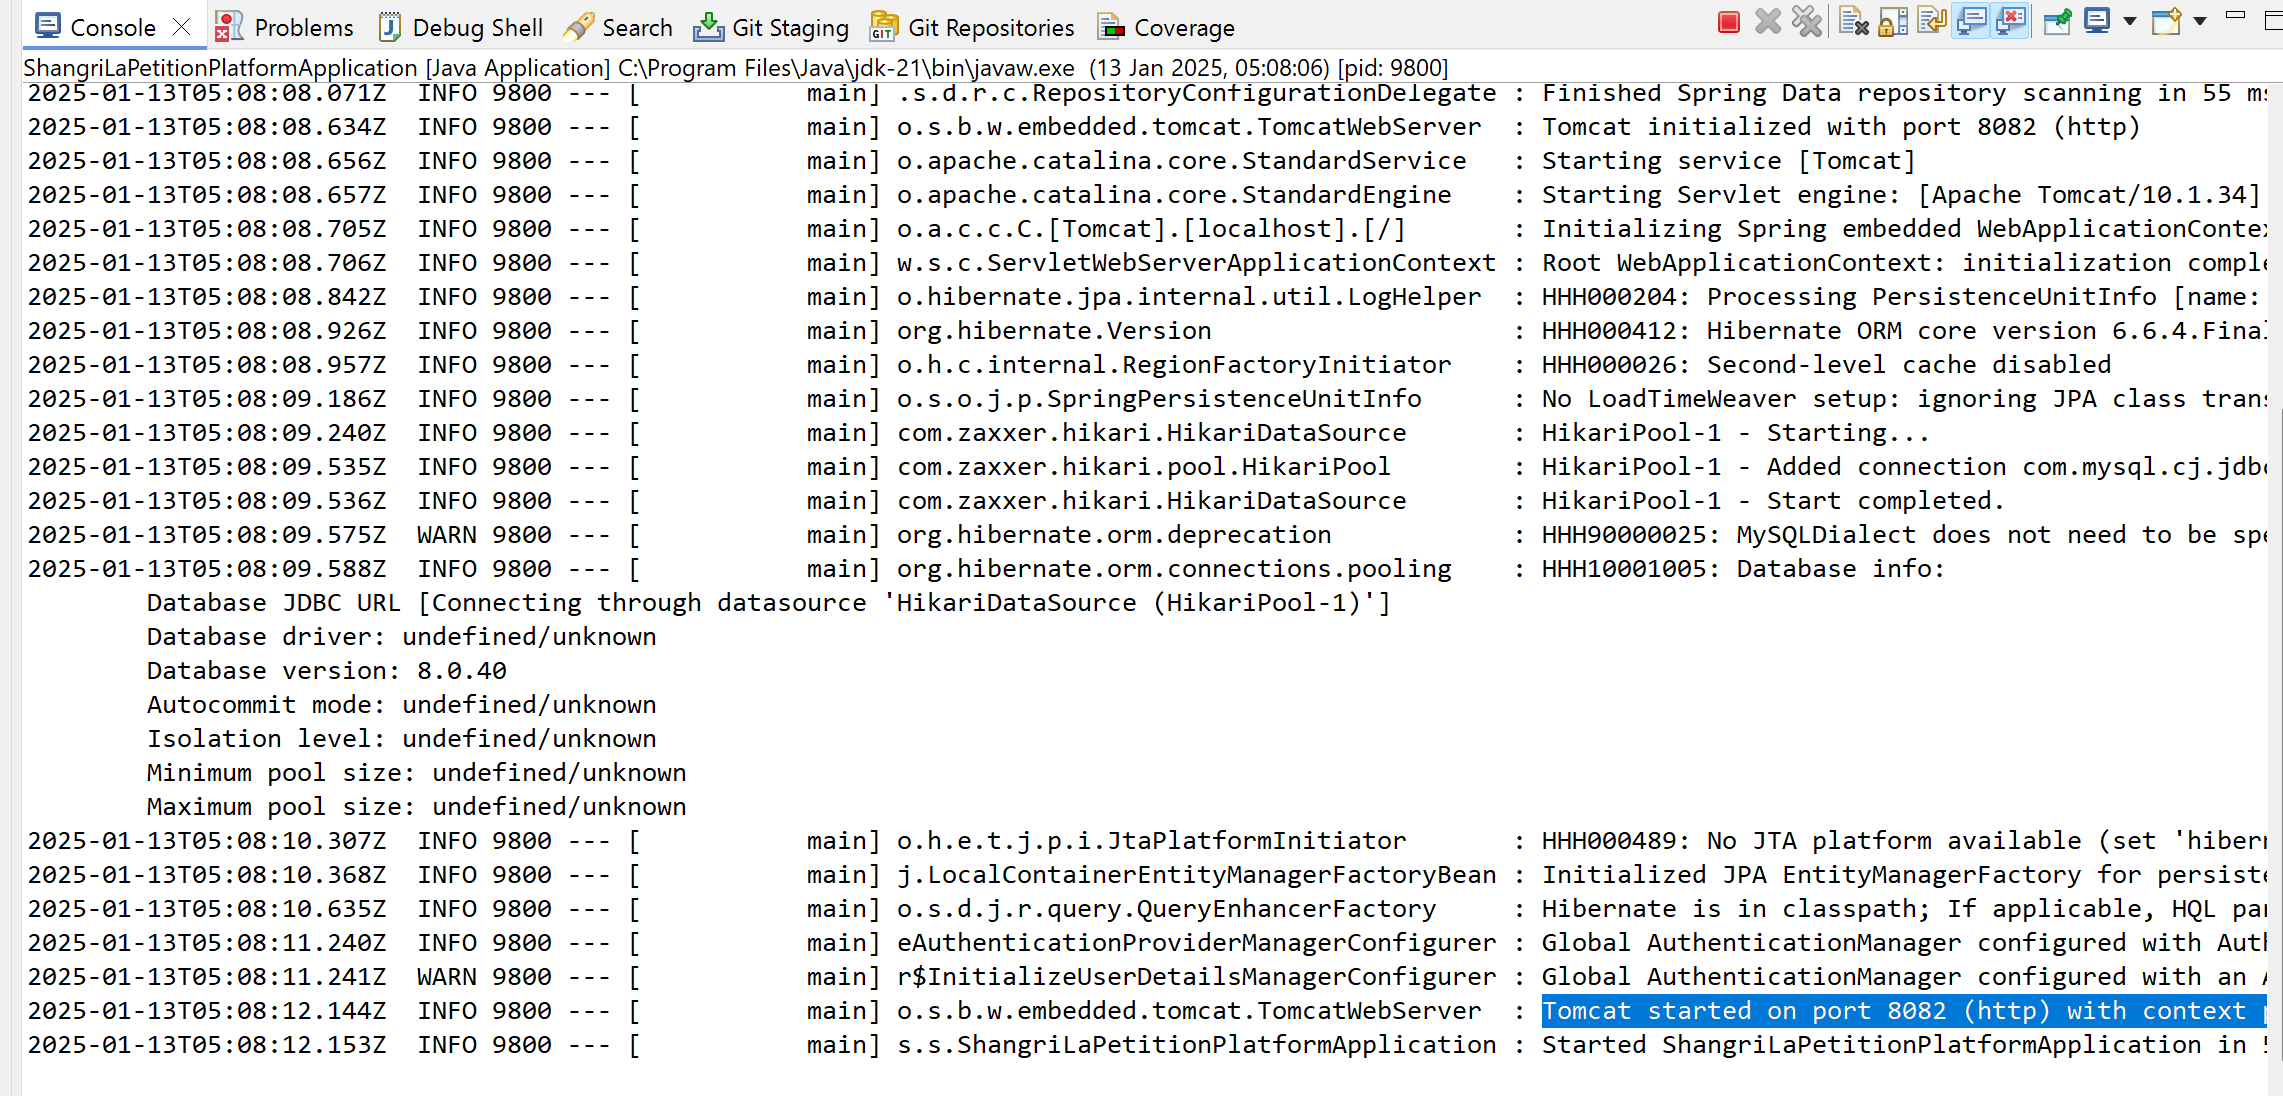 Console Problems Debug Shell Search Git Staging Git Repositories Coverage
ShangriLaPetitionPlatformApplication [Java Application] C:\Program Files\Java\jdk-21\bin\javaw.exe (13 Jan 2025, 05:08:06) [pid: 9800]
2025-01-13T05:08:08.071Z  INFO 9800 --- [           main] .s.d.r.c.RepositoryConfigurationDelegate : Finished Spring Data repository scanning in 55 ms
2025-01-13T05:08:08.634Z  INFO 9800 --- [           main] o.s.b.w.embedded.tomcat.TomcatWebServer  : Tomcat initialized with port 8082 (http)
2025-01-13T05:08:08.656Z  INFO 9800 --- [           main] o.apache.catalina.core.StandardService   : Starting service [Tomcat]
2025-01-13T05:08:08.657Z  INFO 9800 --- [           main] o.apache.catalina.core.StandardEngine    : Starting Servlet engine: [Apache Tomcat/10.1.34]
2025-01-13T05:08:08.705Z  INFO 9800 --- [           main] o.a.c.c.C.[Tomcat].[localhost].[/]       : Initializing Spring embedded WebApplicationContex
2025-01-13T05:08:08.706Z  INFO 9800 --- [           main] w.s.c.ServletWebServerApplicationContext : Root WebApplicationContext: initialization comple
2025-01-13T05:08:08.842Z  INFO 9800 --- [           main] o.hibernate.jpa.internal.util.LogHelper  : HHH000204: Processing PersistenceUnitInfo [name:
2025-01-13T05:08:08.926Z  INFO 9800 --- [           main] org.hibernate.Version                    : HHH000412: Hibernate ORM core version 6.6.4.Final
2025-01-13T05:08:08.957Z  INFO 9800 --- [           main] o.h.c.internal.RegionFactoryInitiator    : HHH000026: Second-level cache disabled
2025-01-13T05:08:09.186Z  INFO 9800 --- [           main] o.s.o.j.p.SpringPersistenceUnitInfo      : No LoadTimeWeaver setup: ignoring JPA class trans
2025-01-13T05:08:09.240Z  INFO 9800 --- [           main] com.zaxxer.hikari.HikariDataSource       : HikariPool-1 - Starting...
2025-01-13T05:08:09.535Z  INFO 9800 --- [           main] com.zaxxer.hikari.pool.HikariPool        : HikariPool-1 - Added connection com.mysql.cj.jdbc
2025-01-13T05:08:09.536Z  INFO 9800 --- [           main] com.zaxxer.hikari.HikariDataSource       : HikariPool-1 - Start completed.
2025-01-13T05:08:09.575Z  WARN 9800 --- [           main] org.hibernate.orm.deprecation            : HHH90000025: MySQLDialect does not need to be spe
2025-01-13T05:08:09.588Z  INFO 9800 --- [           main] org.hibernate.orm.connections.pooling    : HHH10001005: Database info:
Database JDBC URL [Connecting through datasource 'HikariDataSource (HikariPool-1)']
Database driver: undefined/unknown
Database version: 8.0.40
Autocommit mode: undefined/unknown
Isolation level: undefined/unknown
Minimum pool size: undefined/unknown
Maximum pool size: undefined/unknown
2025-01-13T05:08:10.307Z  INFO 9800 --- [           main] o.h.e.t.j.p.i.JtaPlatformInitiator       : HHH000489: No JTA platform available (set 'hibern
2025-01-13T05:08:10.368Z  INFO 9800 --- [           main] j.LocalContainerEntityManagerFactoryBean : Initialized JPA EntityManagerFactory for persiste
2025-01-13T05:08:10.635Z  INFO 9800 --- [           main] o.s.d.j.r.query.QueryEnhancerFactory     : Hibernate is in classpath; If applicable, HQL par
2025-01-13T05:08:11.240Z  INFO 9800 --- [           main] eAuthenticationProviderManagerConfigurer : Global AuthenticationManager configured with Auth
2025-01-13T05:08:11.241Z  WARN 9800 --- [           main] r$InitializeUserDetailsManagerConfigurer : Global AuthenticationManager configured with an A
2025-01-13T05:08:12.144Z  INFO 9800 --- [           main] o.s.b.w.embedded.tomcat.TomcatWebServer  : Tomcat started on port 8082 (http) with context p
2025-01-13T05:08:12.153Z  INFO 9800 --- [           main] s.s.ShangriLaPetitionPlatformApplication : Started ShangriLaPetitionPlatformApplication in 5